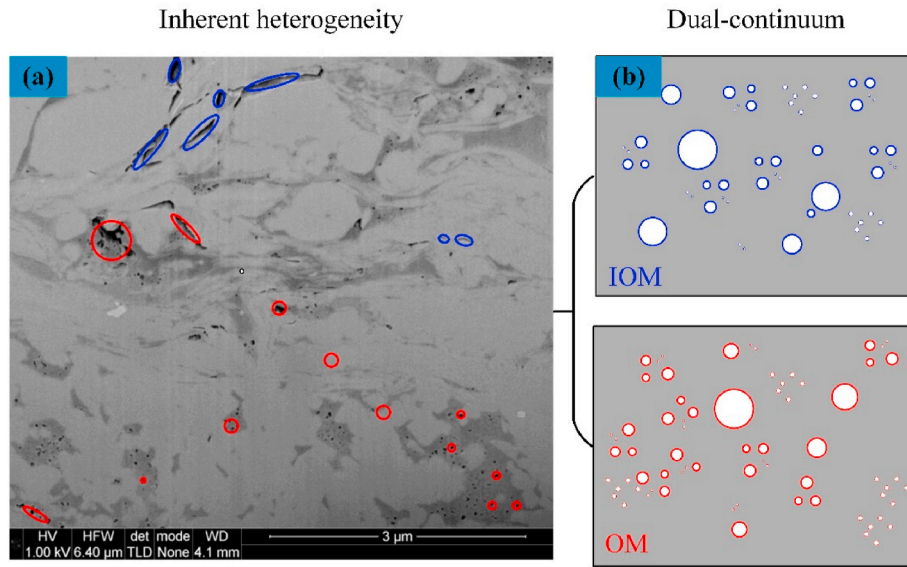 Inherent heterogeneity
Dual-continuum
(a)
(b)
IOM
OM
HV HFW det mode WD
1.00 kV 6.40 µm TLD None 4.1 mm
3 µm